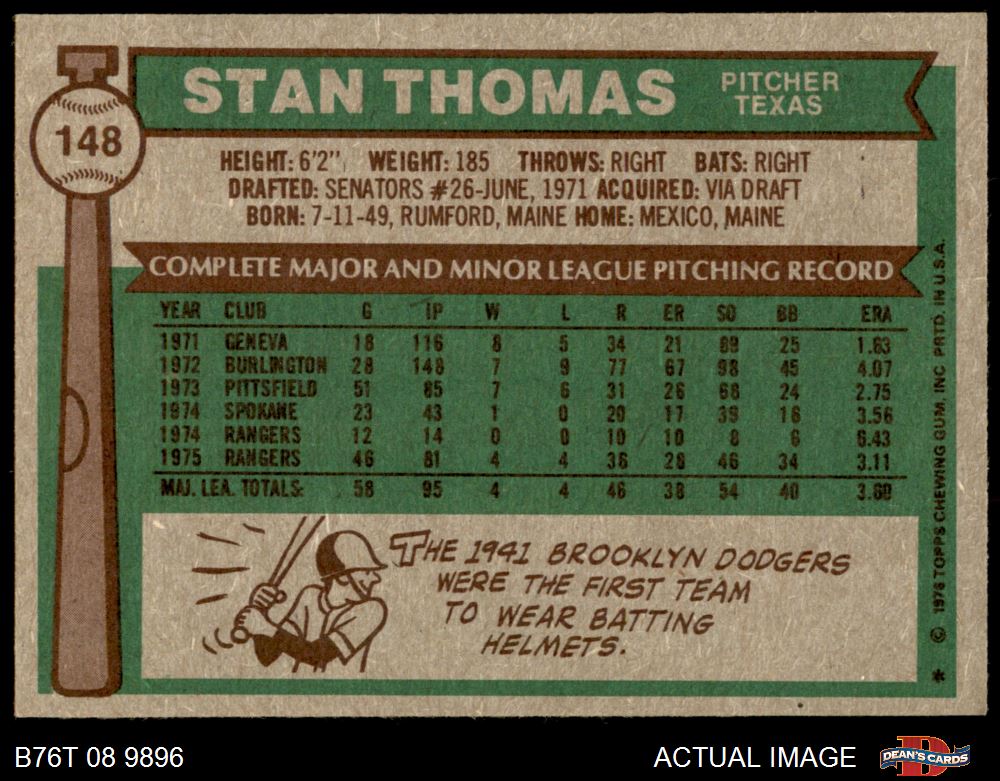 148
STAN THOMAS
PITCHER
TEXAS
HEIGHT: 6'2" WEIGHT: 185 THROWS: RIGHT BATS: RIGHT
DRAFTED: SENATORS #26-JUNE, 1971 ACQUIRED: VIA DRAFT
BORN: 7-11-49, RUMFORD, MAINE HOME: MEXICO, MAINE
COMPLETE MAJOR AND MINOR LEAGUE PITCHING RECORD
YEAR CLUB G IP W L R ER SO BB ERA
1971 GENEVA 18 116 8 5 34 21 89 25 1.63
1972 BURLINGTON 28 148 7 9 77 67 98 45 4.07
1973 PITTSFIELD 51 85 7 6 31 26 68 24 2.75
1974 SPOKANE 23 43 1 0 20 17 39 16 3.56
1974 RANGERS 12 14 0 0 10 10 8 6 6.43
1975 RANGERS 46 81 4 4 36 28 46 34 3.11
MAJ. LEA. TOTALS: 58 95 4 4 46 38 54 40 3.60
THE 1941 BROOKLYN DODGERS
WERE THE FIRST TEAM
TO WEAR BATTING
HELMETS.
* © 1976 TOPPS CHEWING GUM, INC PRTD. IN U.S.A.
B76T 08 9896
ACTUAL IMAGE
DEAN'S CARDS